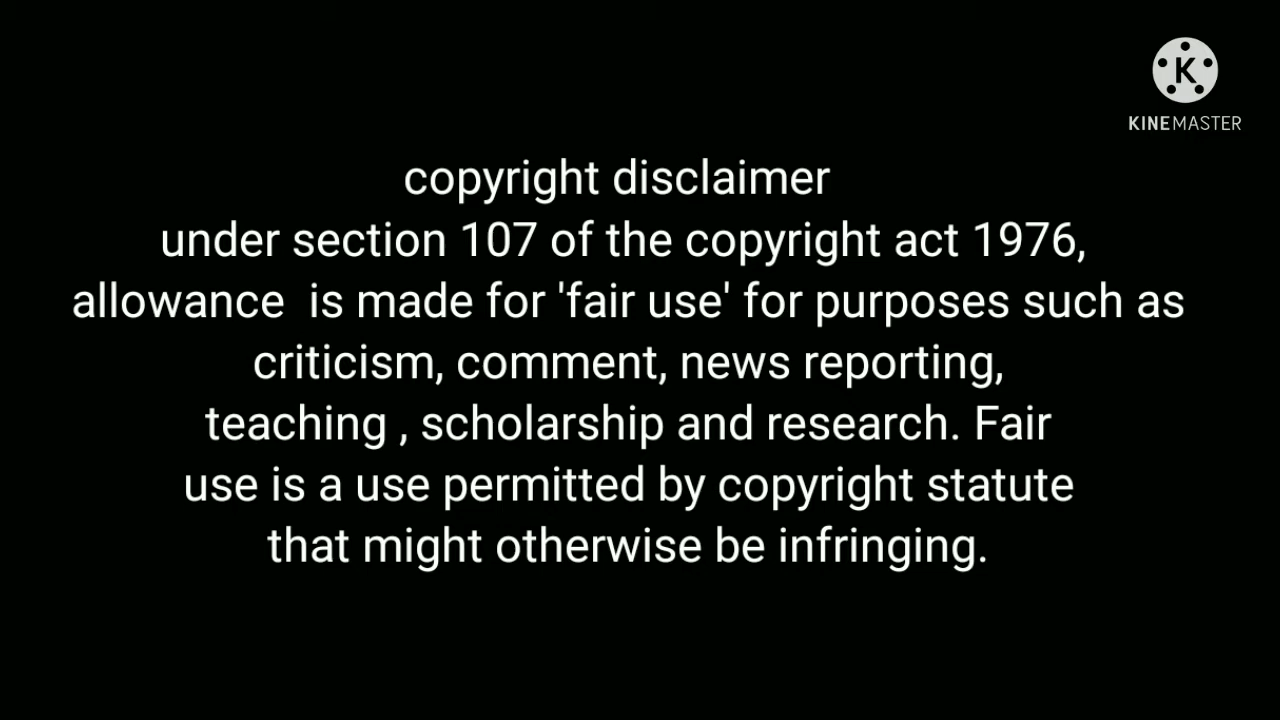 K
KINEMASTER
copyright disclaimer
under section 107 of the copyright act 1976,
allowance  is made for 'fair use' for purposes such as
criticism, comment, news reporting,
teaching , scholarship and research. Fair
use is a use permitted by copyright statute
that might otherwise be infringing.